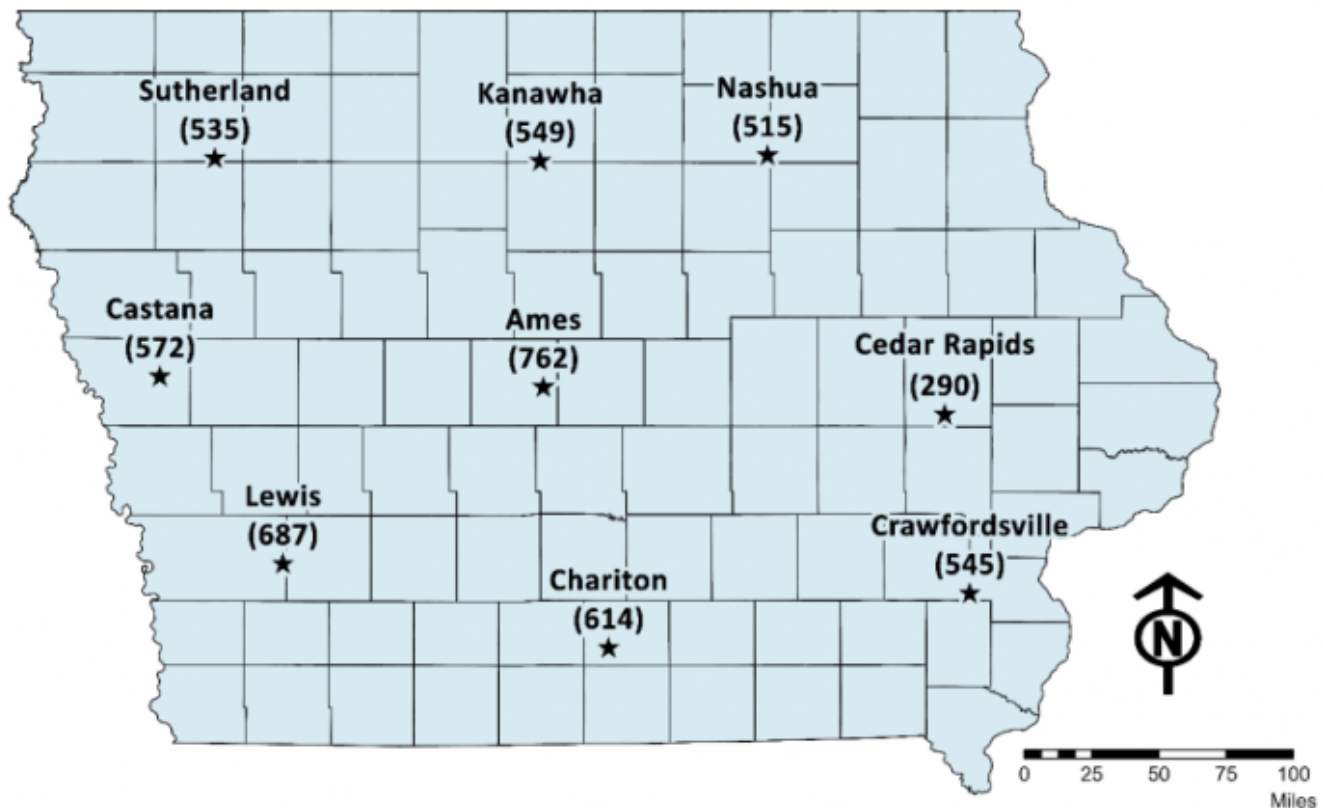 Sutherland
(535)
Kanawha
(549)
Nashua
(515)
Castana
(572)
Ames
(762)
Cedar Rapids
(290)
Lewis
(687)
Chariton
(614)
Crawfordsville
(545)
N
0 25 50 75 100
Miles